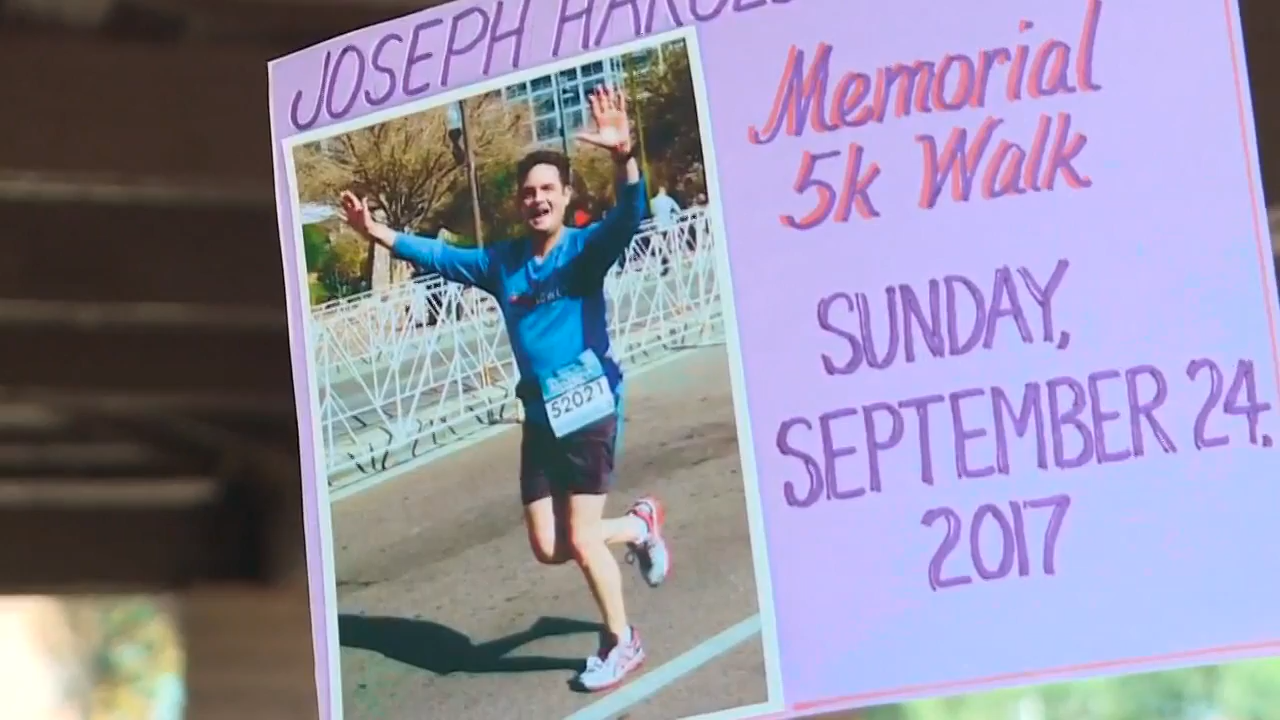 JOSEPH
Memorial
5k Walk
SUNDAY,
SEPTEMBER 24,
2017
52021